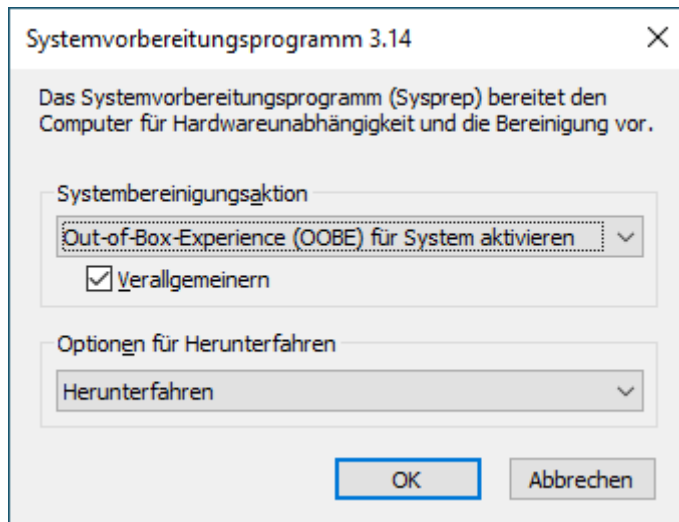 Systemvorbereitungsprogramm 3.14
Das Systemvorbereitungsprogramm (Sysprep) bereitet den
Computer für Hardwareunabhängigkeit und die Bereinigung vor.
Systembereinigungsaktion
Out-of-Box-Experience (OOBE) für System aktivieren
Verallgemeinern
Optionen für Herunterfahren
Herunterfahren
OK Abbrechen